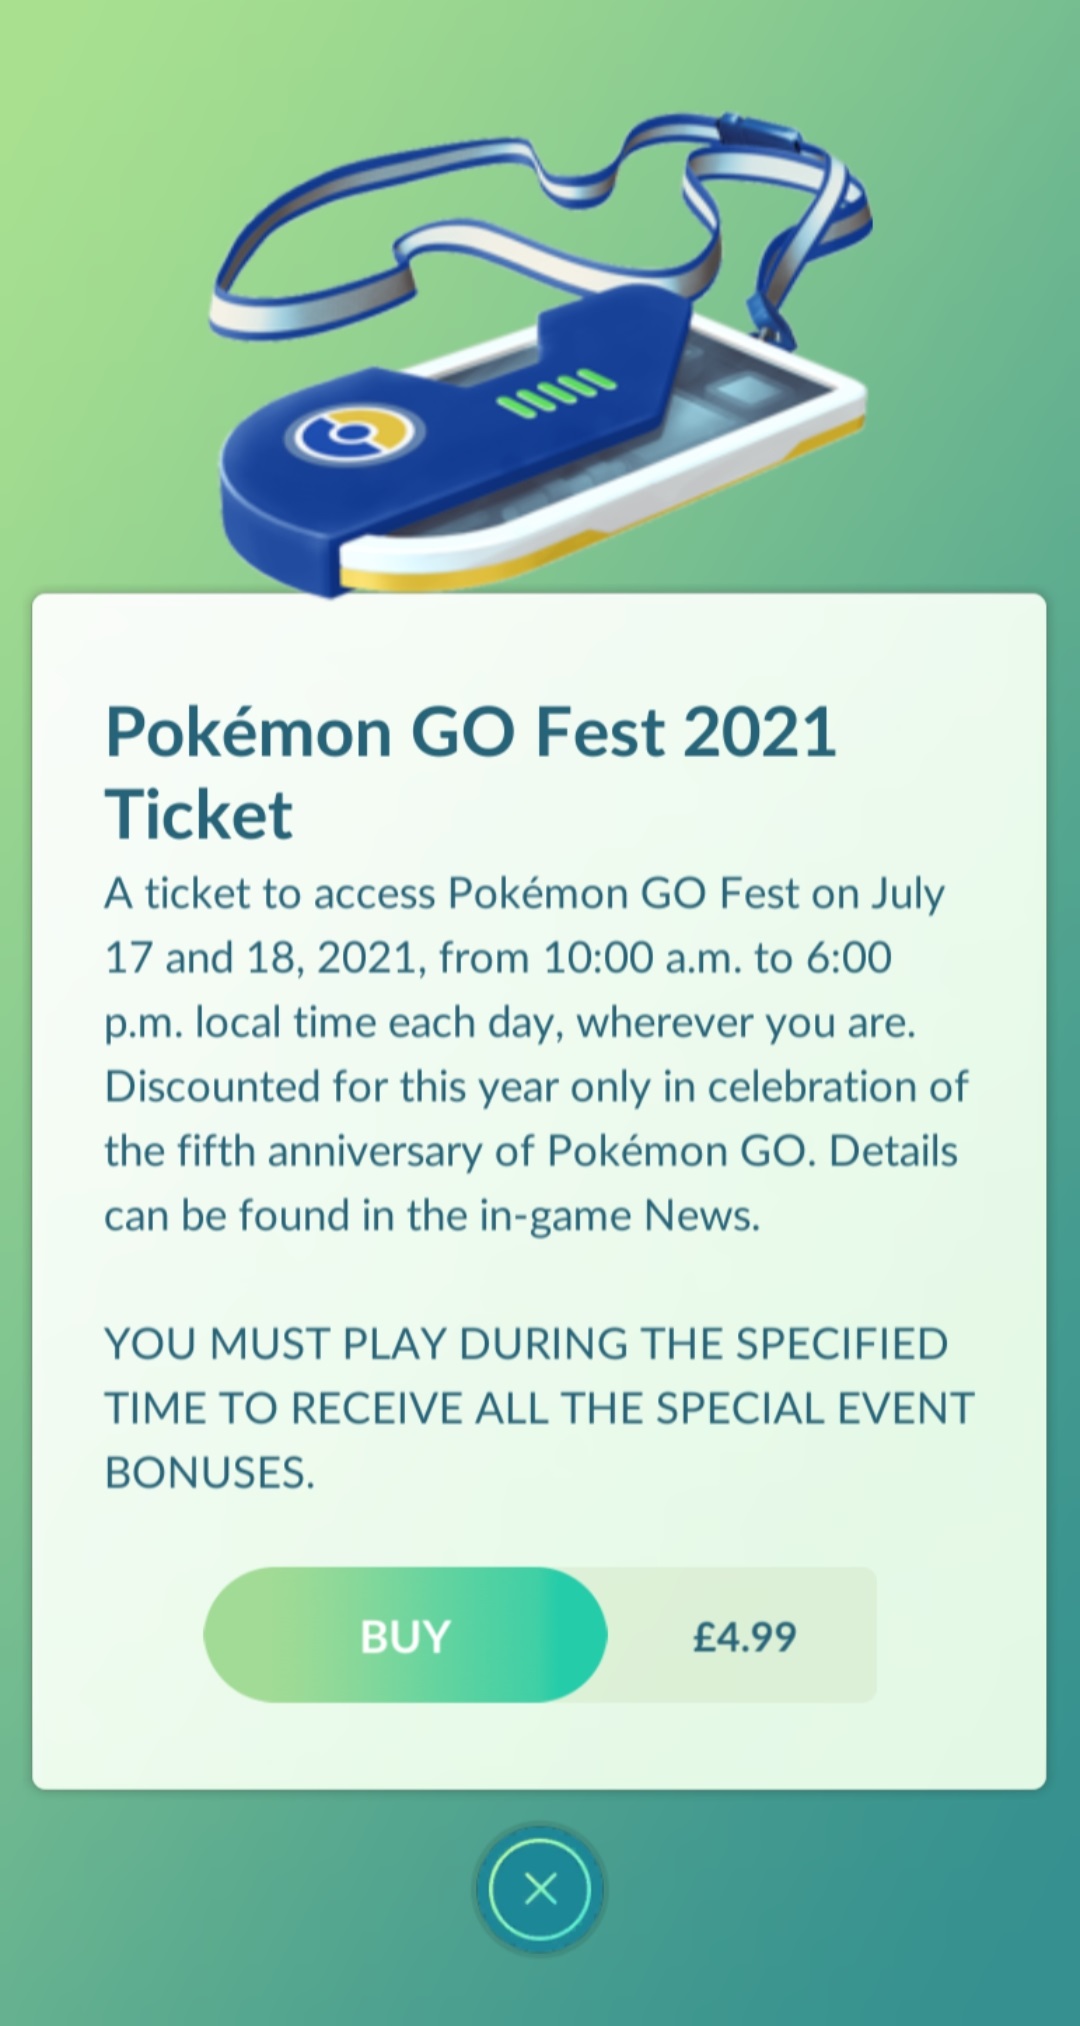 Pokémon GO Fest 2021
Ticket
A ticket to access Pokémon GO Fest on July
17 and 18, 2021, from 10:00 a.m. to 6:00
p.m. local time each day, wherever you are.
Discounted for this year only in celebration of
the fifth anniversary of Pokémon GO. Details
can be found in the in-game News.
YOU MUST PLAY DURING THE SPECIFIED
TIME TO RECEIVE ALL THE SPECIAL EVENT
BONUSES.
BUY £4.99